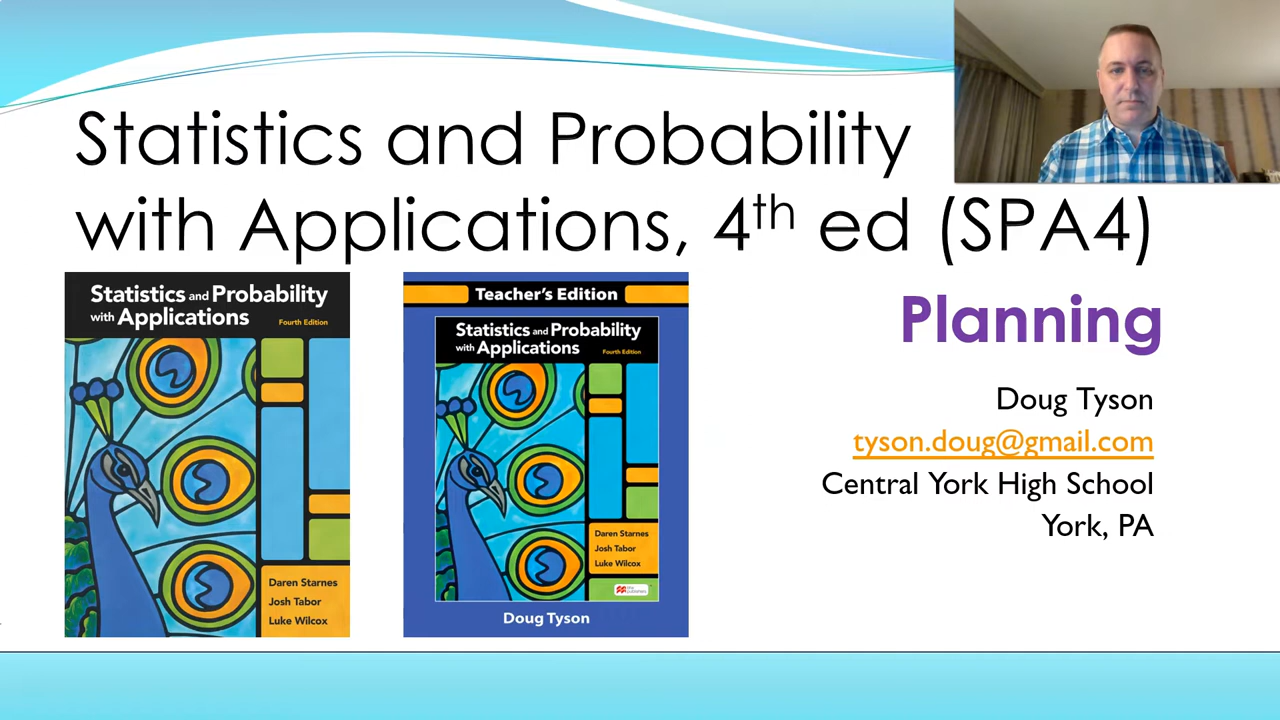 Statistics and Probability
with Applications, 4th ed (SPA4)
Statistics and Probability
with Applications
Fourth Edition
Daren Starnes
Josh Tabor
Luke Wilcox
Teacher's Edition
Statistics and Probability
with Applications
Fourth Edition
Daren Starnes
Josh Tabor
Luke Wilcox
Doug Tyson
Planning
Doug Tyson
tyson.doug@gmail.com
Central York High School
York, PA